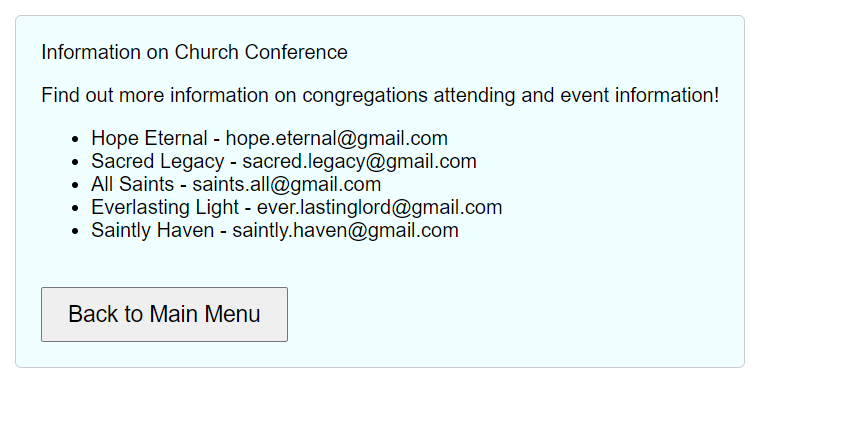 Information on Church Conference
Find out more information on congregations attending and event information!
• Hope Eternal - hope.eternal@gmail.com
• Sacred Legacy - sacred.legacy@gmail.com
• All Saints - saints.all@gmail.com
• Everlasting Light - ever.lastinglord@gmail.com
• Saintly Haven - saintly.haven@gmail.com
Back to Main Menu